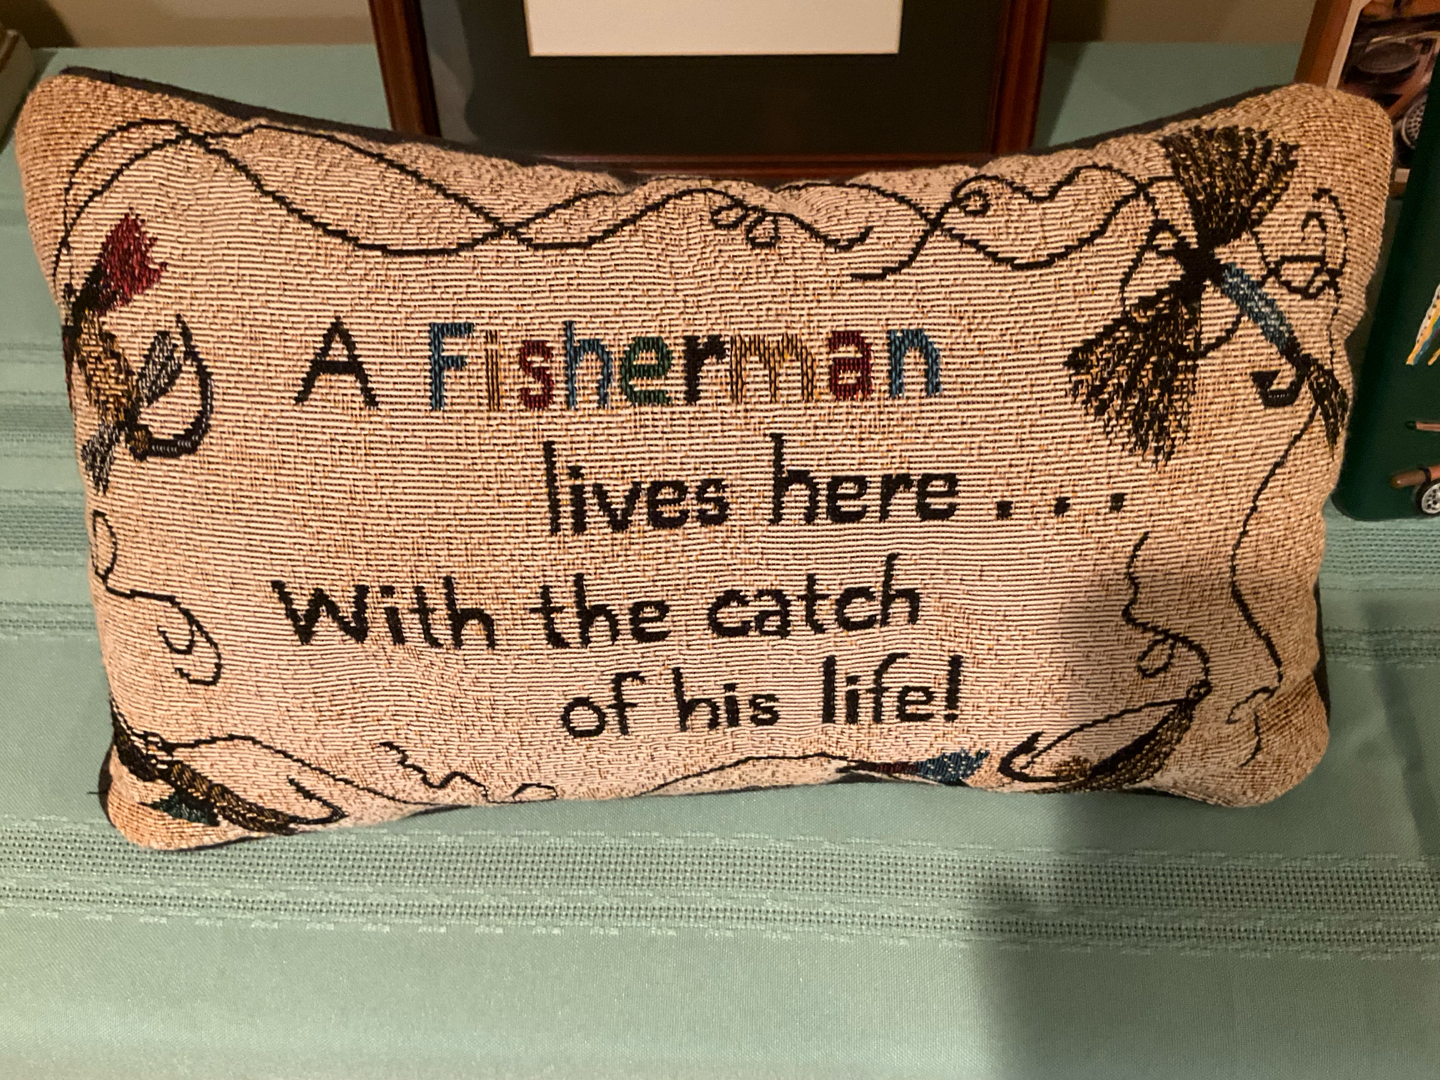 A Fisherman
lives here...
With the catch
of his life!